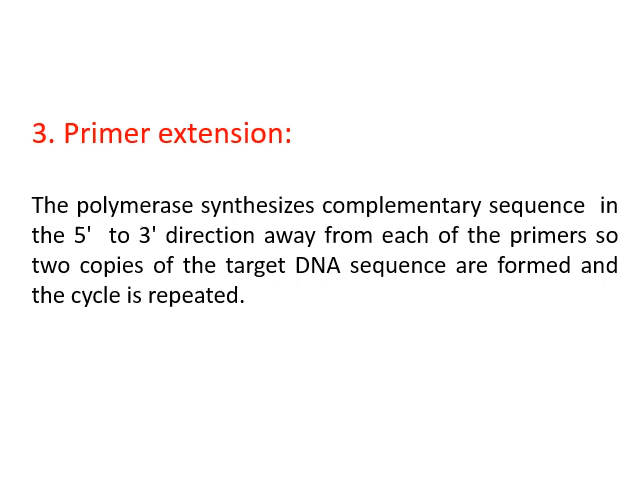 3. Primer extension:
The polymerase synthesizes complementary sequence in
the 5' to 3' direction away from each of the primers so
two copies of the target DNA sequence are formed and
the cycle is repeated.